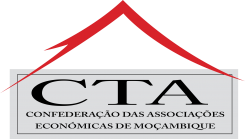 CTA
CONFEDERAÇÃO DAS ASSOCIAÇÕES
ECONÓMICAS DE MOÇAMBIQUE